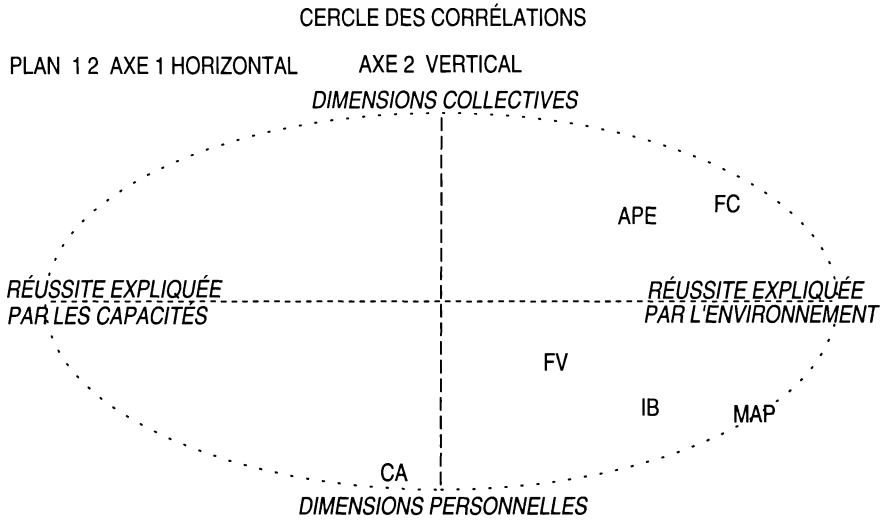 CERCLE DES CORRÉLATIONS
PLAN 1 2 AXE 1 HORIZONTAL AXE 2 VERTICAL
DIMENSIONS COLLECTIVES
APE FC
RÉUSSITE EXPLIQUÉE RÉUSSITE EXPLIQUÉE
PAR LES CAPACITÉS PAR L'ENVIRONNEMENT
FV
IB MAP
CA
DIMENSIONS PERSONNELLES